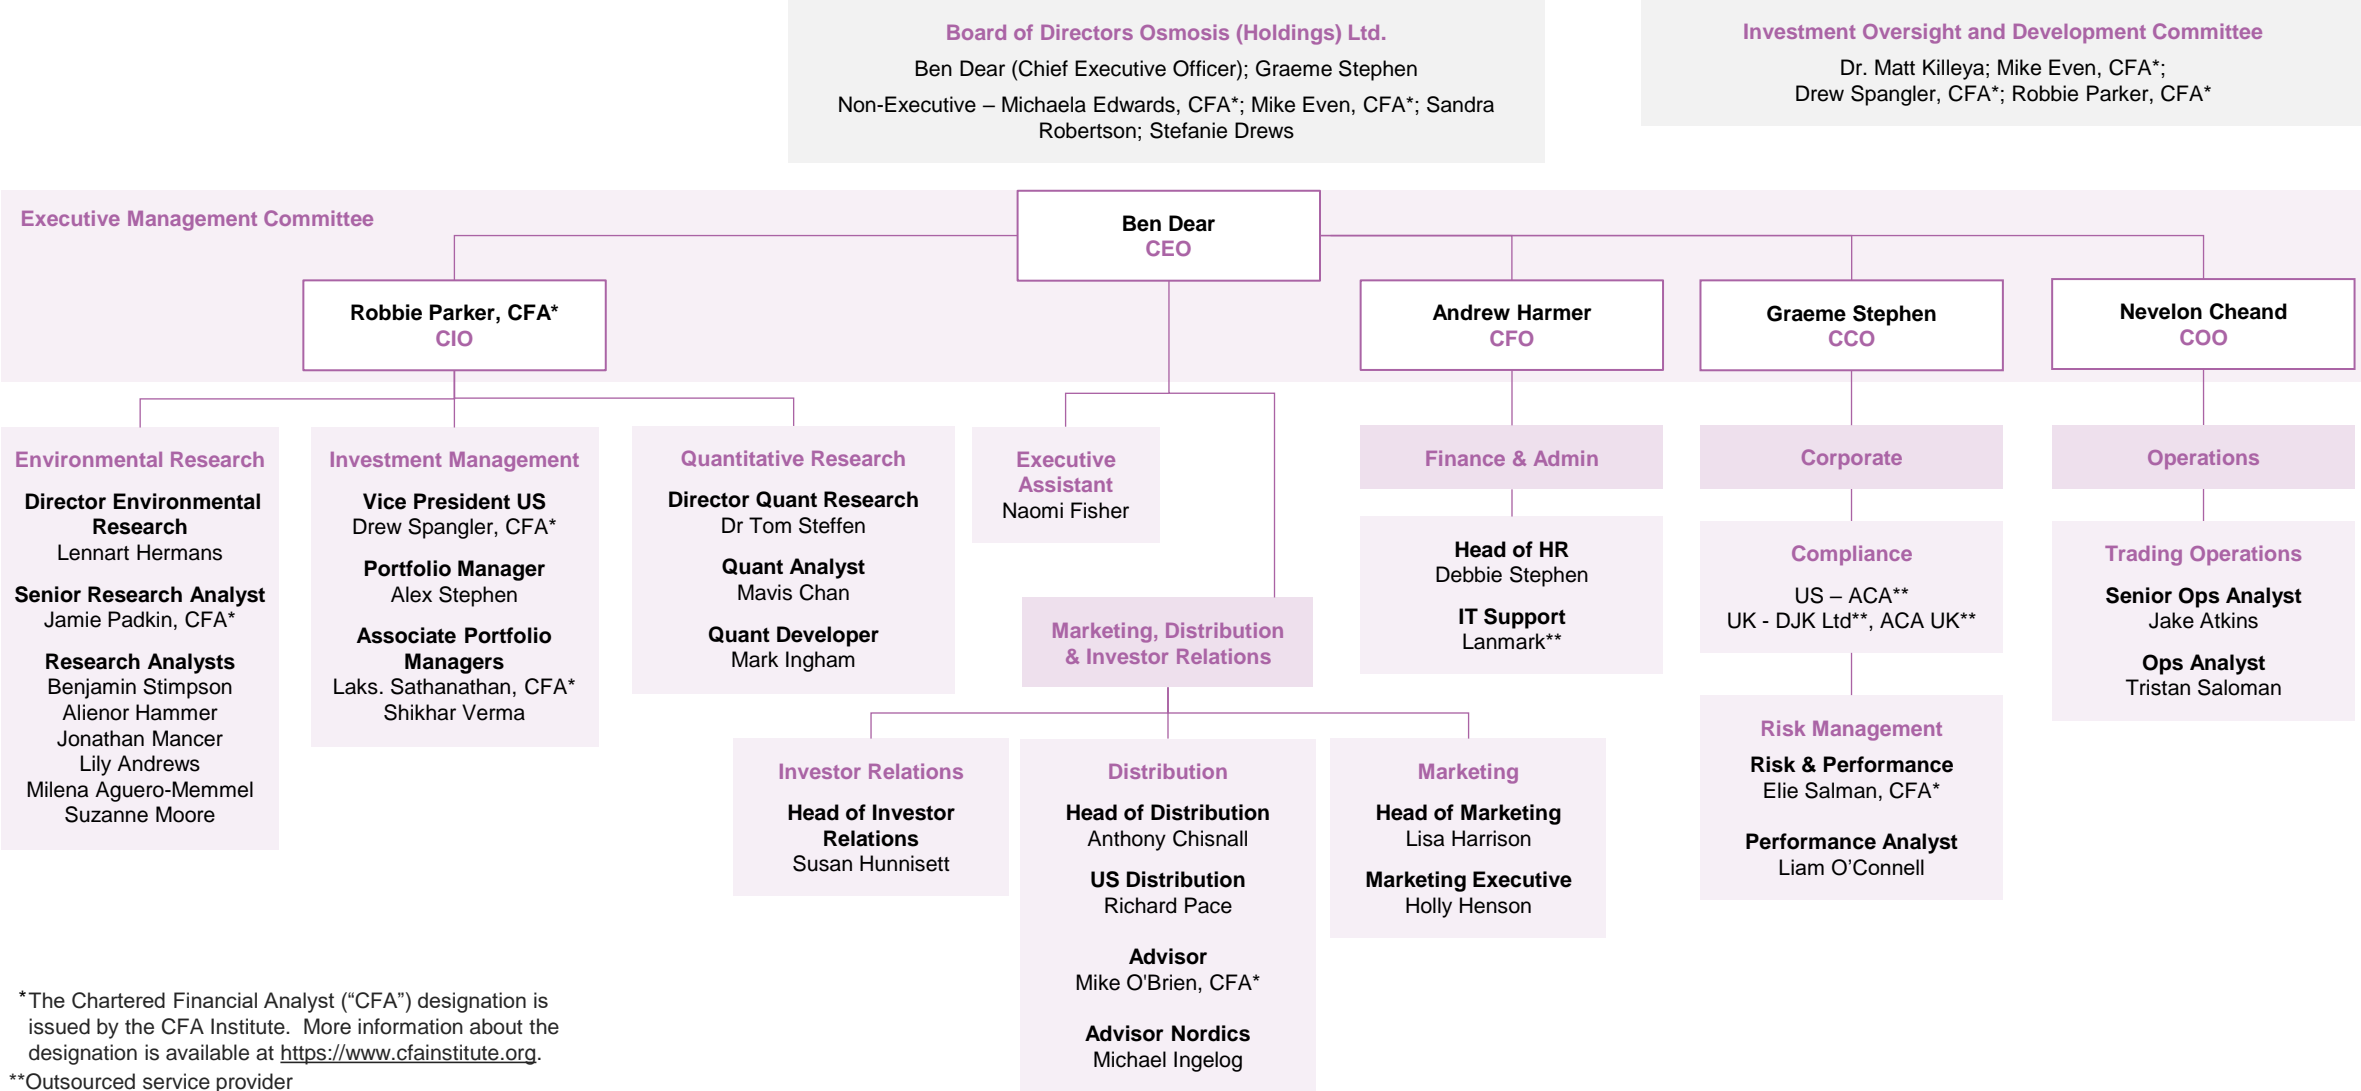 Board of Directors Osmosis (Holdings) Ltd.
Ben Dear (Chief Executive Officer); Graeme Stephen
Non-Executive – Michaela Edwards, CFA*; Mike Even, CFA*; Sandra
Robertson; Stefanie Drews
Investment Oversight and Development Committee
Dr. Matt Killeya; Mike Even, CFA*;
Drew Spangler, CFA*; Robbie Parker, CFA*
Executive Management Committee
Ben Dear
CEO
Robbie Parker, CFA*
CIO
Andrew Harmer
CFO
Graeme Stephen
CCO
Nevelon Cheand
COO
Environmental Research
Director Environmental
Research
Lennart Hermans
Senior Research Analyst
Jamie Padkin, CFA*
Research Analysts
Benjamin Stimpson
Alienor Hammer
Jonathan Mancer
Lily Andrews
Milena Aguero-Memmel
Suzanne Moore
Investment Management
Vice President US
Drew Spangler, CFA*
Portfolio Manager
Alex Stephen
Associate Portfolio
Managers
Laks. Sathanathan, CFA*
Shikhar Verma
Quantitative Research
Director Quant Research
Dr Tom Steffen
Quant Analyst
Mavis Chan
Quant Developer
Mark Ingham
Executive
Assistant
Naomi Fisher
Marketing, Distribution
& Investor Relations
Investor Relations
Head of Investor
Relations
Susan Hunnisett
Distribution
Head of Distribution
Anthony Chisnall
US Distribution
Richard Pace
Advisor
Mike O'Brien, CFA*
Advisor Nordics
Michael Ingelog
Marketing
Head of Marketing
Lisa Harrison
Marketing Executive
Holly Henson
Finance & Admin
Head of HR
Debbie Stephen
IT Support
Lanmark**
Corporate
Compliance
US – ACA**
UK - DJK Ltd**, ACA UK**
Risk Management
Risk & Performance
Elie Salman, CFA*
Performance Analyst
Liam O’Connell
Operations
Trading Operations
Senior Ops Analyst
Jake Atkins
Ops Analyst
Tristan Saloman
*The Chartered Financial Analyst (“CFA”) designation is
issued by the CFA Institute. More information about the
designation is available at https://www.cfainstitute.org.
**Outsourced service provider